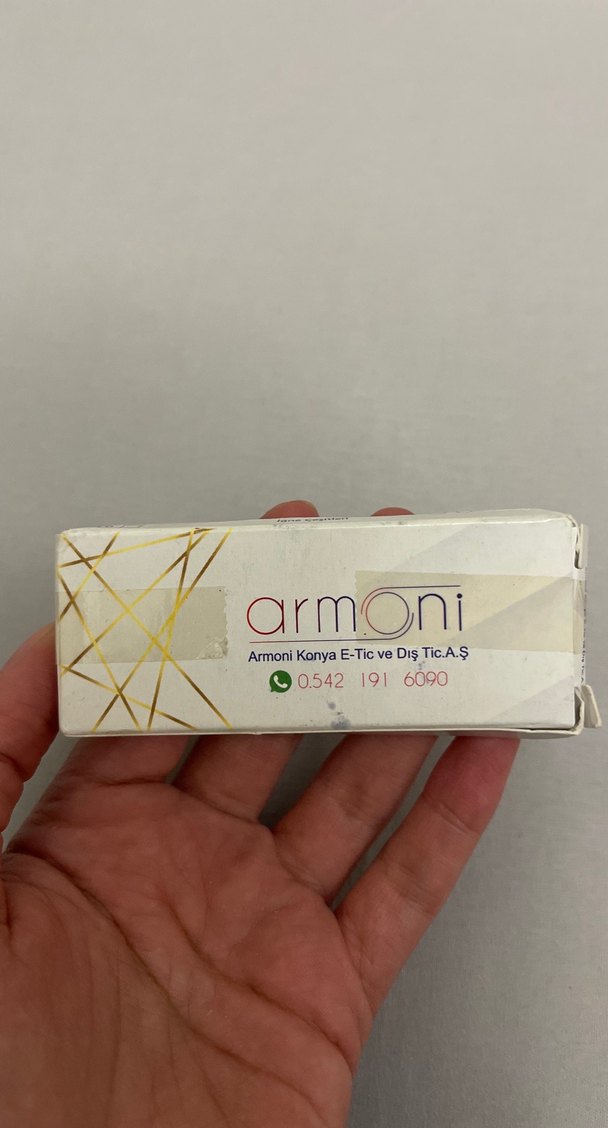 armoni
Armoni Konya E-Tic ve Dış Tic.A.Ş
0.542 191 6090